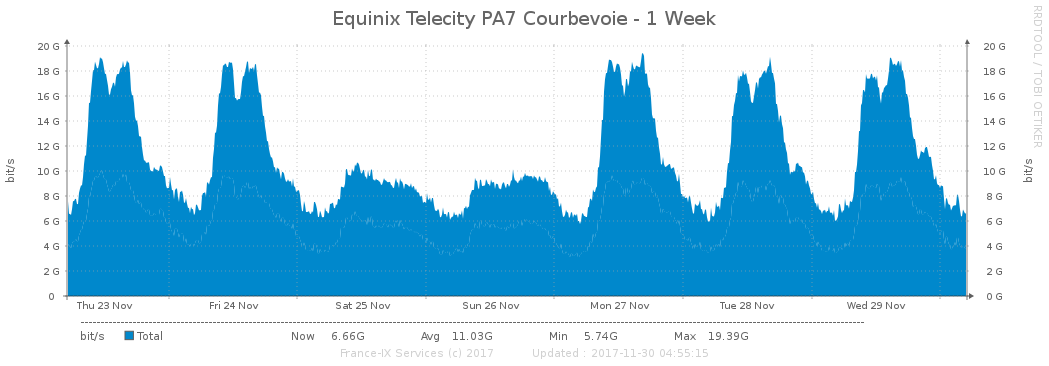 Equinix Telecity PA7 Courbevoie - 1 Week
RRDTOOL / TOBI OETIKER
bit/s
20 G 20 G
18 G 18 G
16 G 16 G
14 G 14 G
12 G 12 G
10 G 10 G
8 G 8 G
6 G 6 G
4 G 4 G
2 G 2 G
0 0 G
bit/s
Thu 23 Nov Fri 24 Nov Sat 25 Nov Sun 26 Nov Mon 27 Nov Tue 28 Nov Wed 29 Nov
bit/s Total Now 6.66G Avg 11.03G Min 5.74G Max 19.39G
France-IX Services (c) 2017 Updated : 2017-11-30 04:55:15